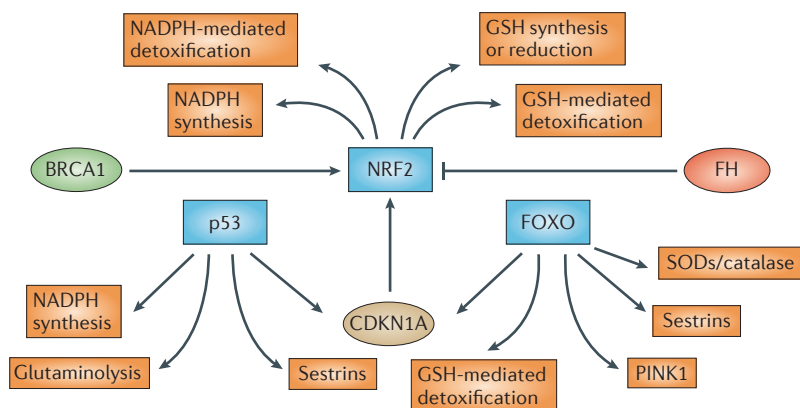 NADPH-mediated
detoxification
GSH synthesis
or reduction
NADPH
synthesis
GSH-mediated
detoxification
BRCA1
NRF2
FH
p53
FOXO
SODs/catalase
NADPH
synthesis
CDKN1A
Sestrins
Glutaminolysis
Sestrins
GSH-mediated
detoxification
PINK1